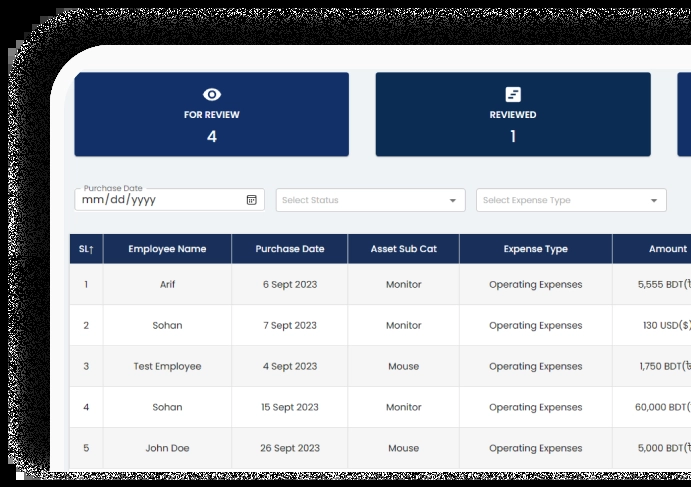 FOR REVIEW
4
REVIEWED
1
Purchase Date
mm/dd/yyyy
Select Status
Select Expense Type
SL↑ Employee Name Purchase Date Asset Sub Cat Expense Type Amount
1 Arif 6 Sept 2023 Monitor Operating Expenses 5,555 BDT(৳
2 Sohan 7 Sept 2023 Monitor Operating Expenses 130 USD($)
3 Test Employee 4 Sept 2023 Mouse Operating Expenses 1,750 BDT(৳
4 Sohan 15 Sept 2023 Monitor Operating Expenses 60,000 BDT(
5 John Doe 26 Sept 2023 Mouse Operating Expenses 5,000 BDT(৳